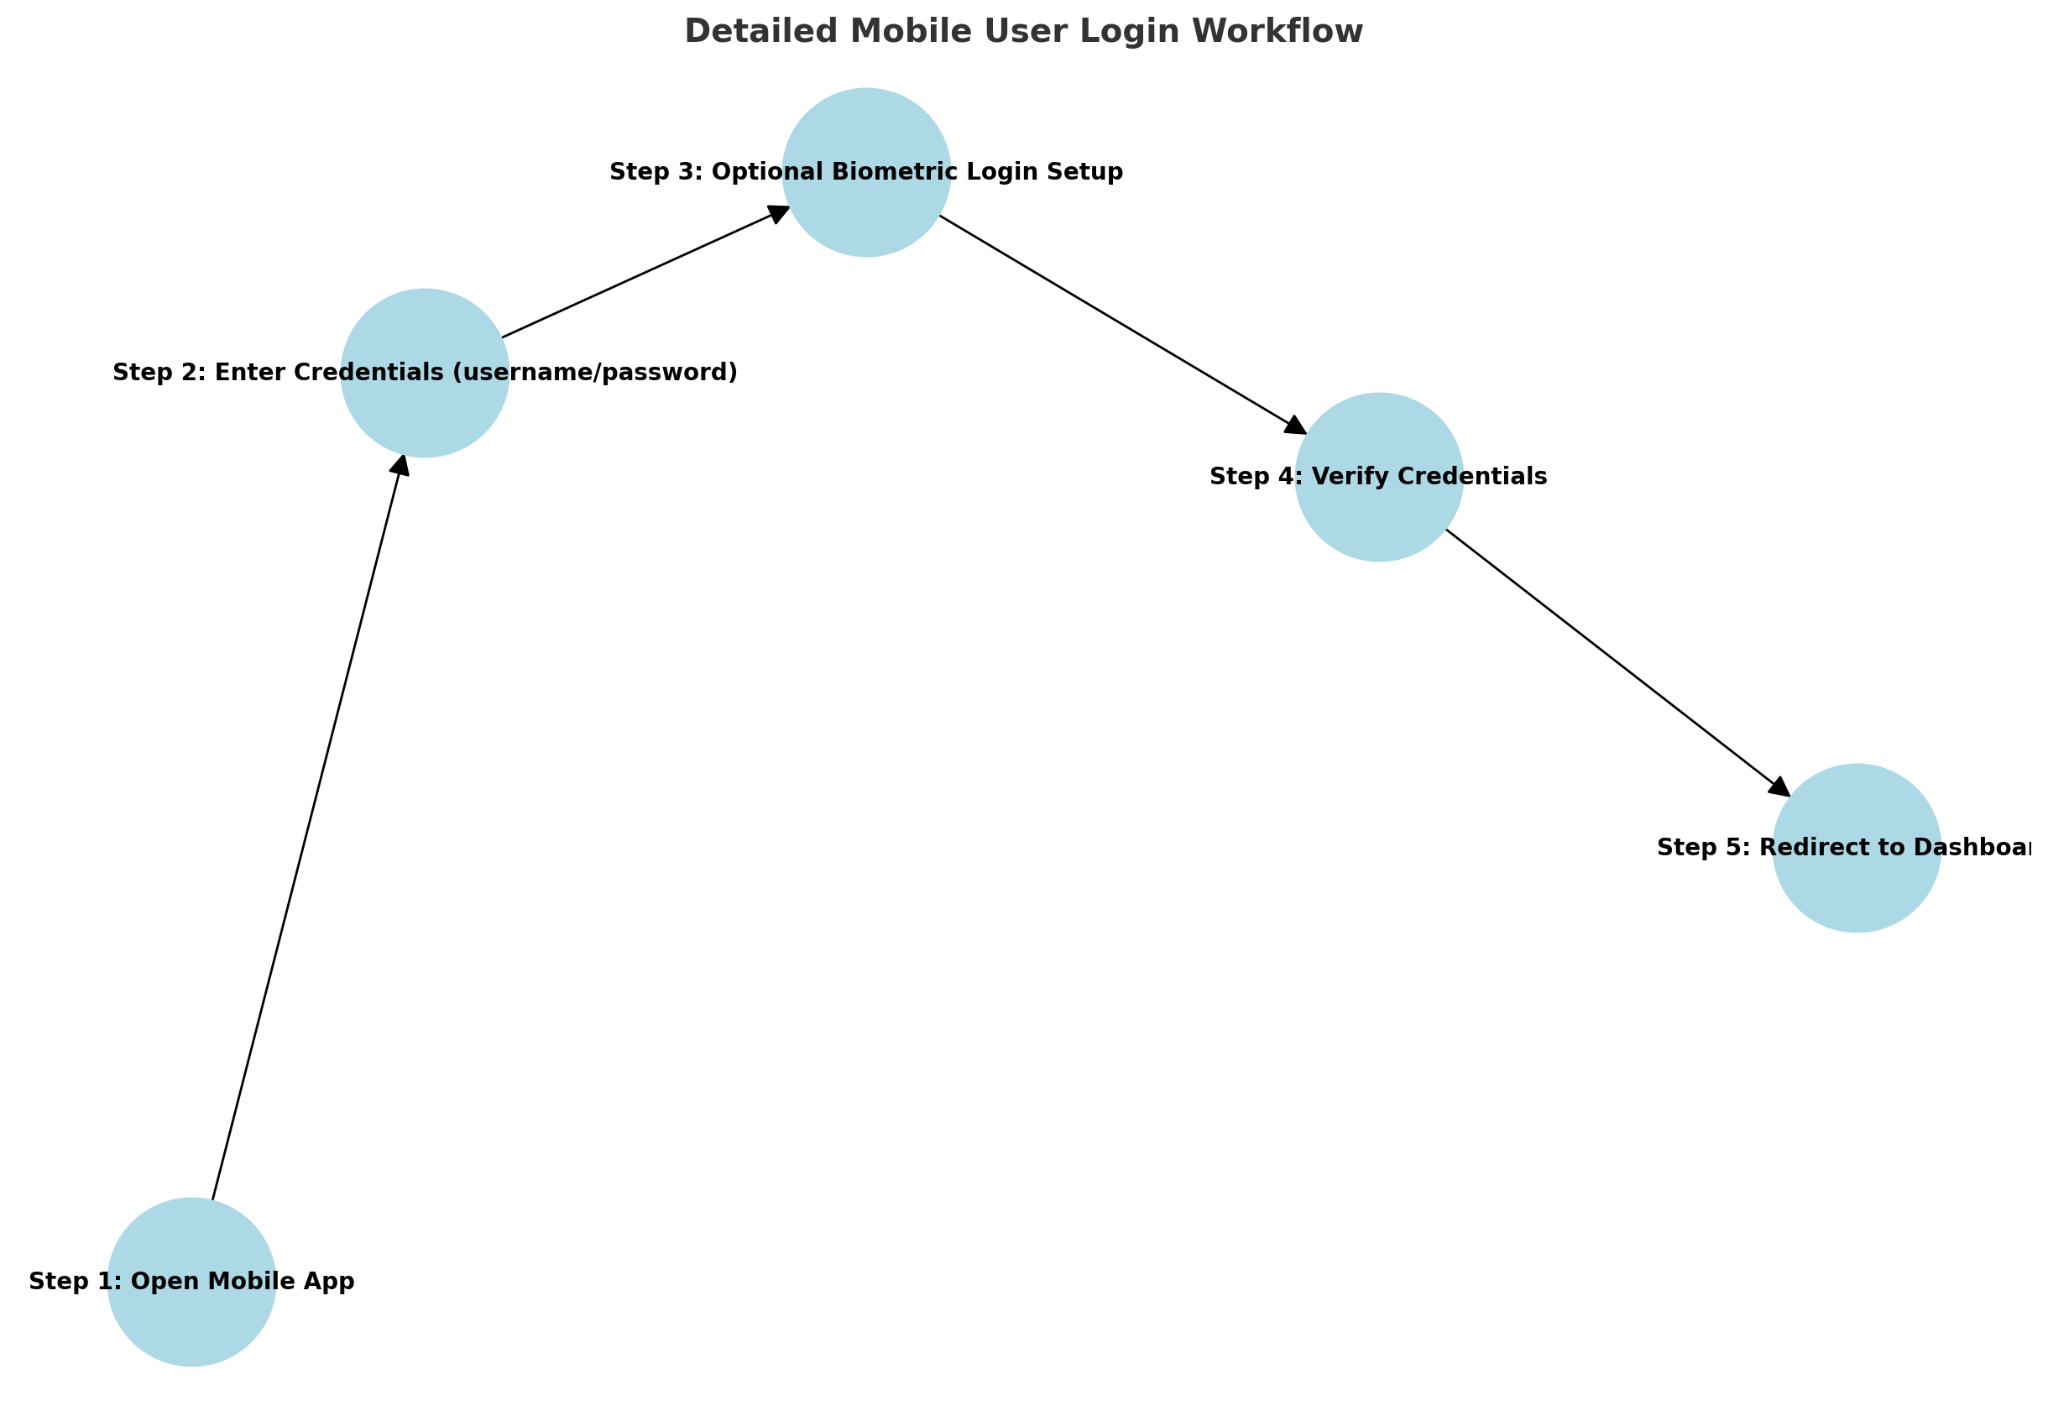 Detailed Mobile User Login Workflow
Step 3: Optional Biometric Login Setup
Step 2: Enter Credentials (username/password)
Step 4: Verify Credentials
Step 5: Redirect to Dashboar
Step 1: Open Mobile App